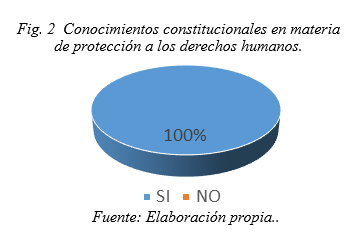 Fig. 2  Conocimientos constitucionales en materia
de protección a los derechos humanos.
100%
SI NO
Fuente: Elaboración propia..